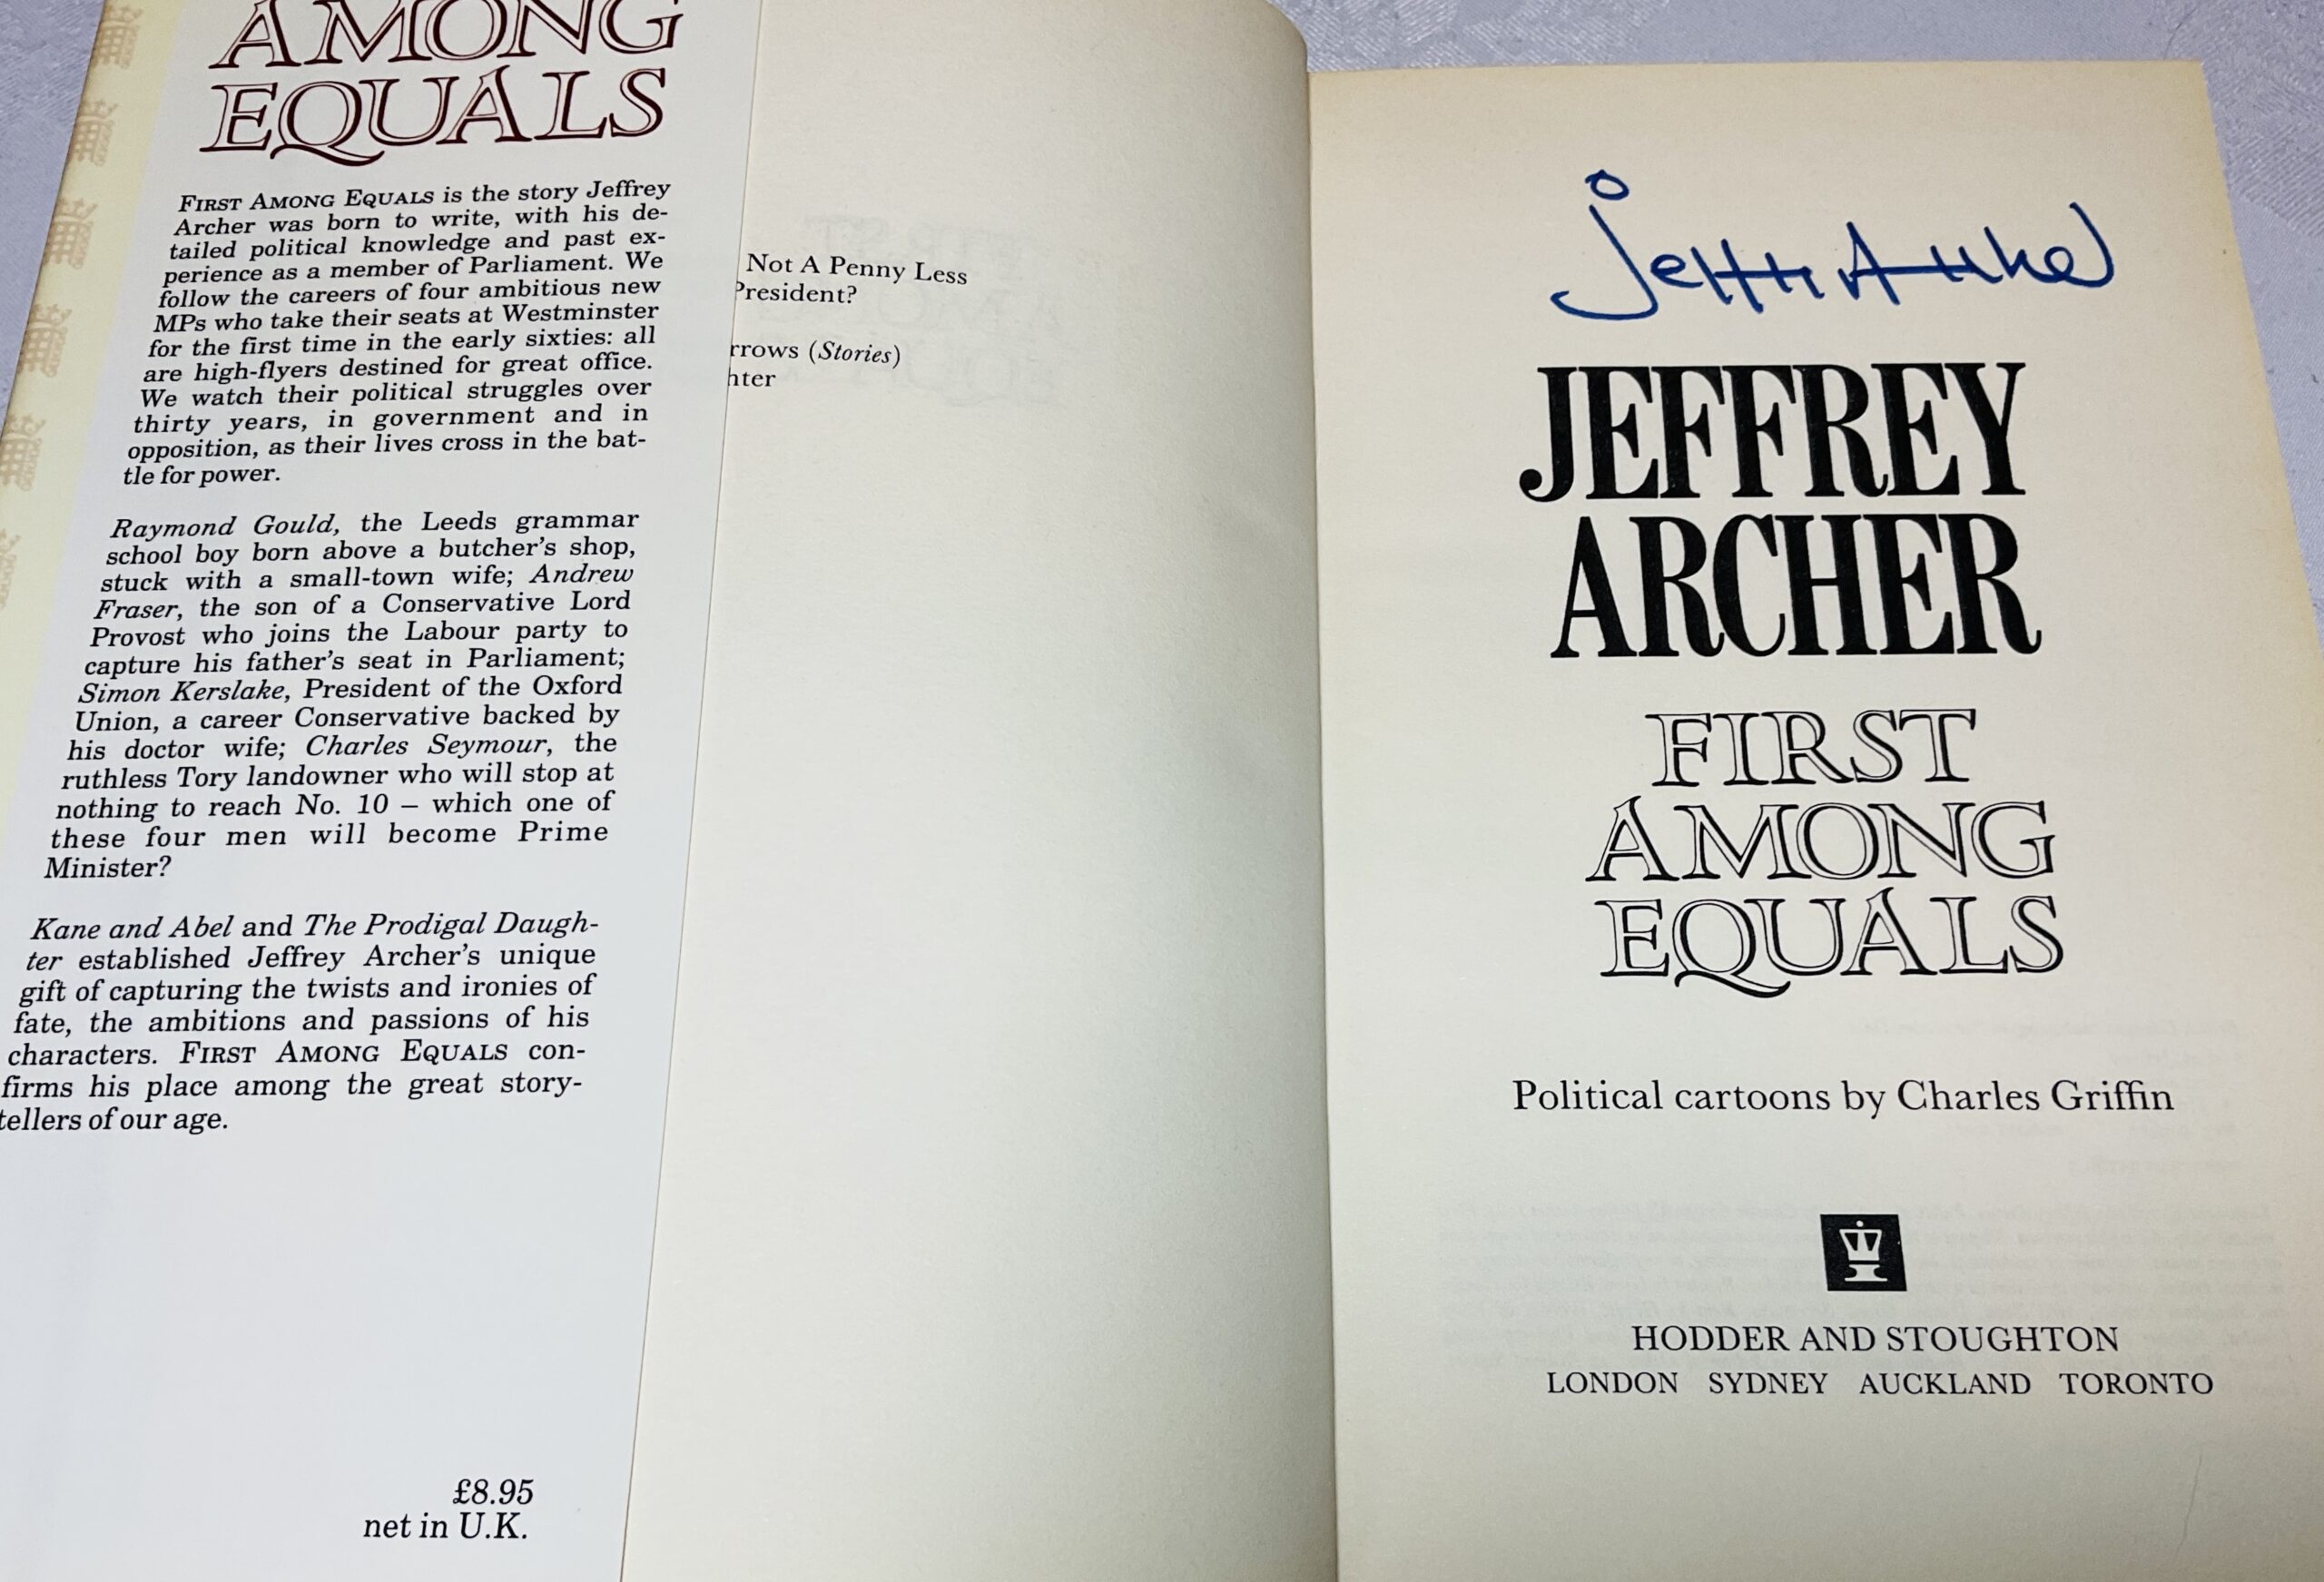 AMONG
EQUALS
FIRST AMONG EQUALS is the story Jeffrey
Archer was born to write, with his de-
tailed political knowledge and past ex-
perience as a member of Parliament. We
follow the careers of four ambitious new
MPs who take their seats at Westminster
for the first time in the early sixties: all
are high-flyers destined for great office.
We watch their political struggles over
thirty years, in government and in
opposition, as their lives cross in the bat-
tle for power.
Raymond Gould, the Leeds grammar
school boy born above a butcher's shop,
stuck with a small-town wife; Andrew
Fraser, the son of a Conservative Lord
Provost who joins the Labour party to
capture his father's seat in Parliament;
Simon Kerslake, President of the Oxford
Union, a career Conservative backed by
his doctor wife; Charles Seymour, the
ruthless Tory landowner who will stop at
nothing to reach No. 10 – which one of
these four men will become Prime
Minister?
Kane and Abel and The Prodigal Daugh-
ter established Jeffrey Archer's unique
gift of capturing the twists and ironies of
fate, the ambitions and passions of his
characters. FIRST AMONG EQUALS con-
firms his place among the great story-
tellers of our age.
£8.95
net in U.K.
Not A Penny Less
President?
rrows (Stories)
hter
Jeffrey Archer
JEFFREY
ARCHER
FIRST
AMONG
EQUALS
Political cartoons by Charles Griffin
HODDER AND STOUGHTON
LONDON SYDNEY AUCKLAND TORONTO